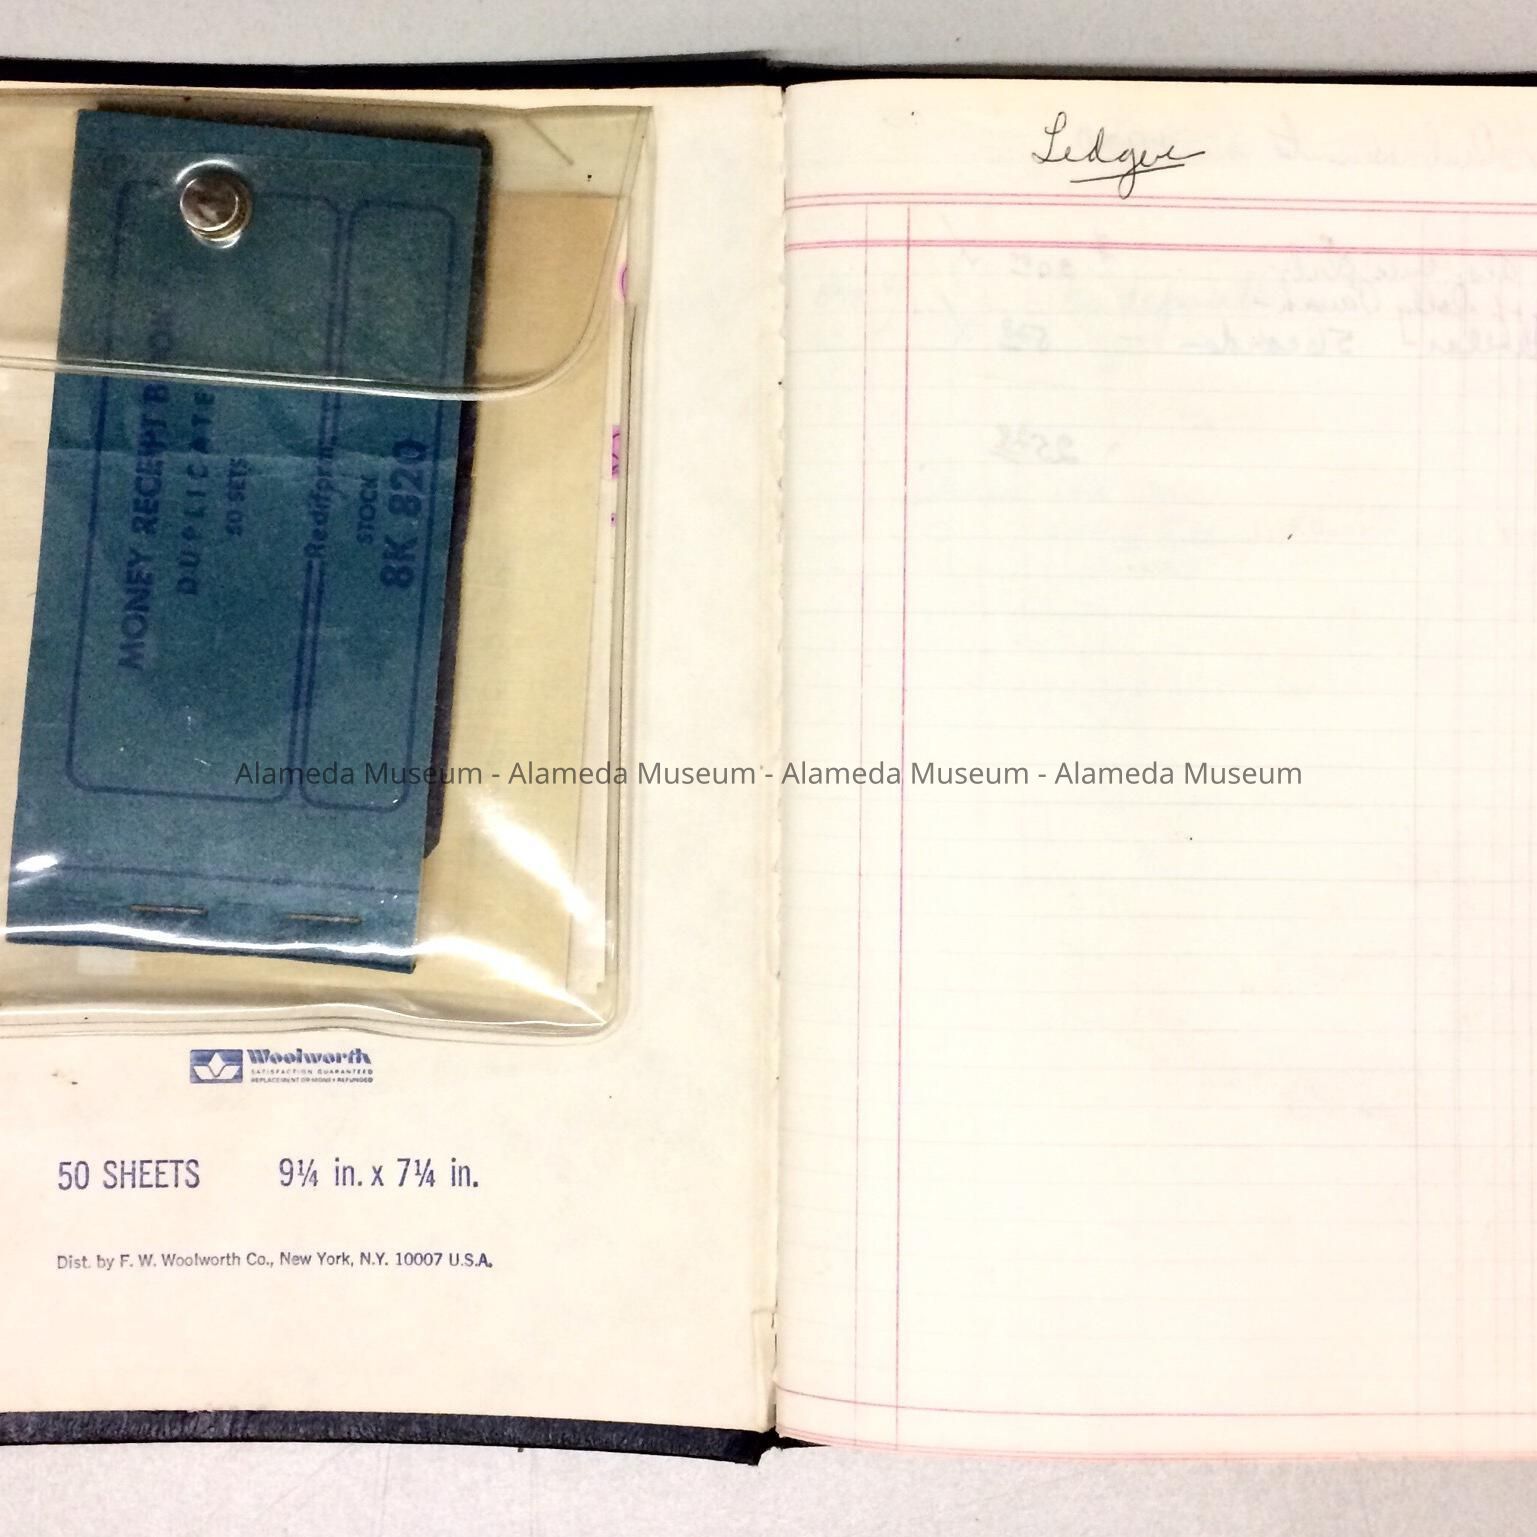 MONEY RECEIPT BOOK
DUPLICATE
50 SETS
Rediform
STOCK
8K 820
Woolworth
SATISFACTION GUARANTEED
REPLACEMENT OR MONEY REFUNDED
50 SHEETS 9¼ in. x 7¼ in.
Dist. by F. W. Woolworth Co., New York, N.Y. 10007 U.S.A.
Ledger
Alameda Museum - Alameda Museum - Alameda Museum - Alameda Museum